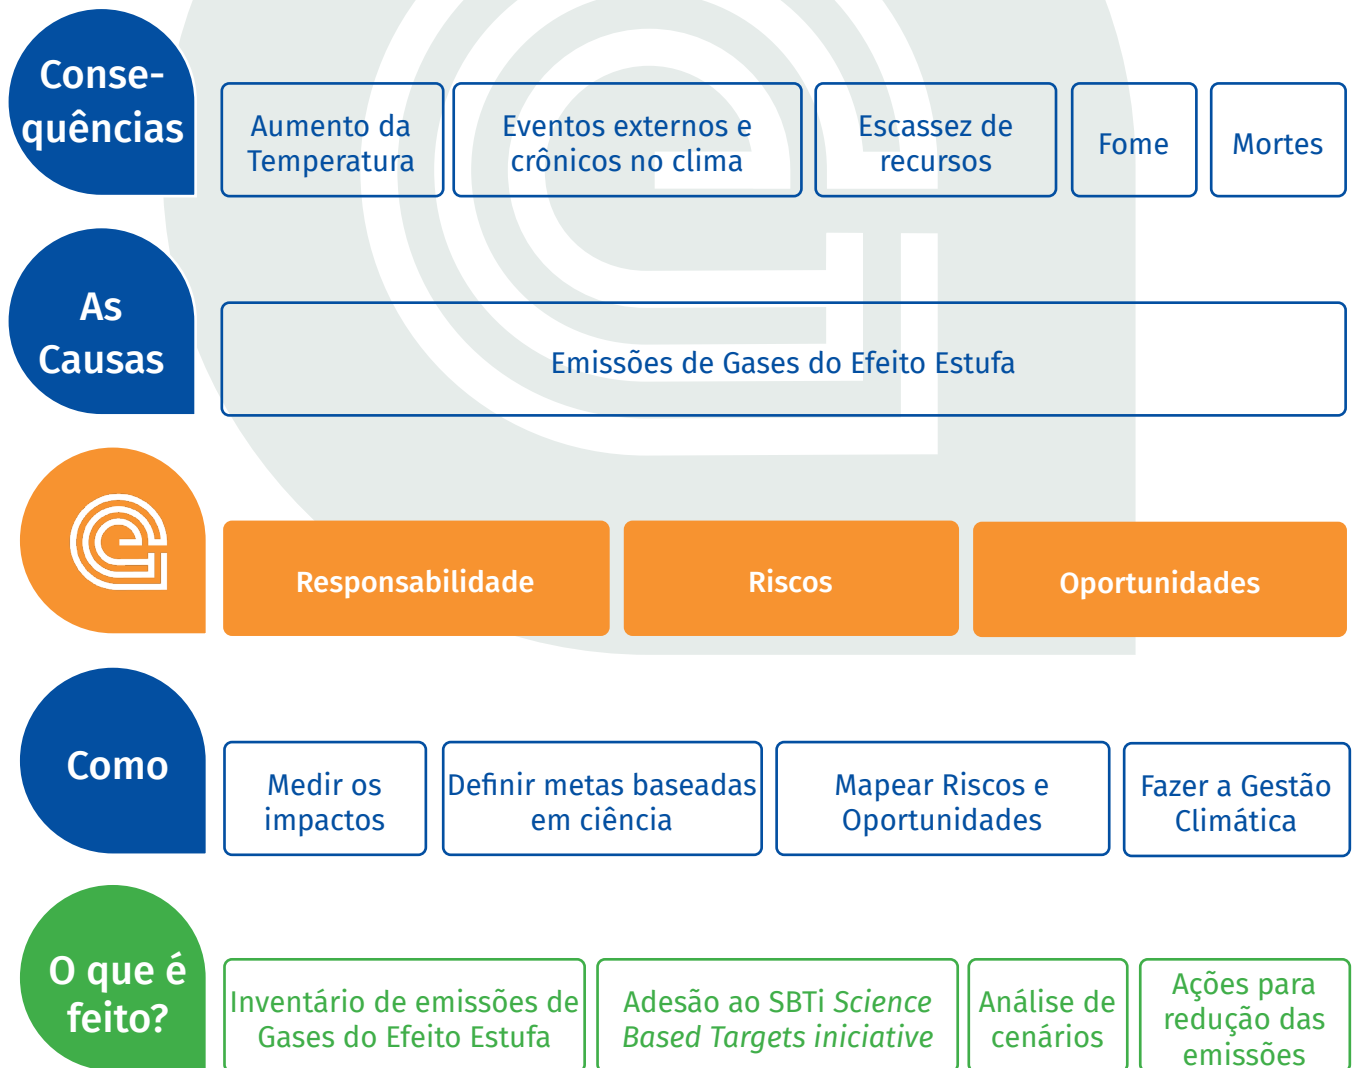 Conse-
quências
Aumento da
Temperatura
Eventos externos e
crônicos no clima
Escassez de
recursos
Fome
Mortes
As
Causas
Emissões de Gases do Efeito Estufa
Responsabilidade
Riscos
Oportunidades
Como
Medir os
impactos
Definir metas baseadas
em ciência
Mapear Riscos e
Oportunidades
Fazer a Gestão
Climática
O que é
feito?
Inventário de emissões de
Gases do Efeito Estufa
Adesão ao SBTi Science
Based Targets iniciative
Análise de
cenários
Ações para
redução das
emissões